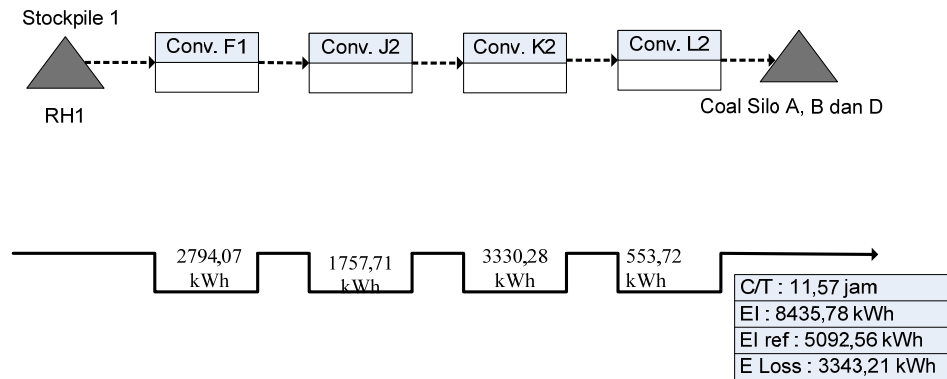 Stockpile 1
Conv. F1
Conv. J2
Conv. K2
Conv. L2
RH1
Coal Silo A, B dan D
2794,07
kWh
1757,71
kWh
3330,28
kWh
553,72
kWh
C/T : 11,57 jam
EI : 8435,78 kWh
EI ref : 5092,56 kWh
E Loss : 3343,21 kWh